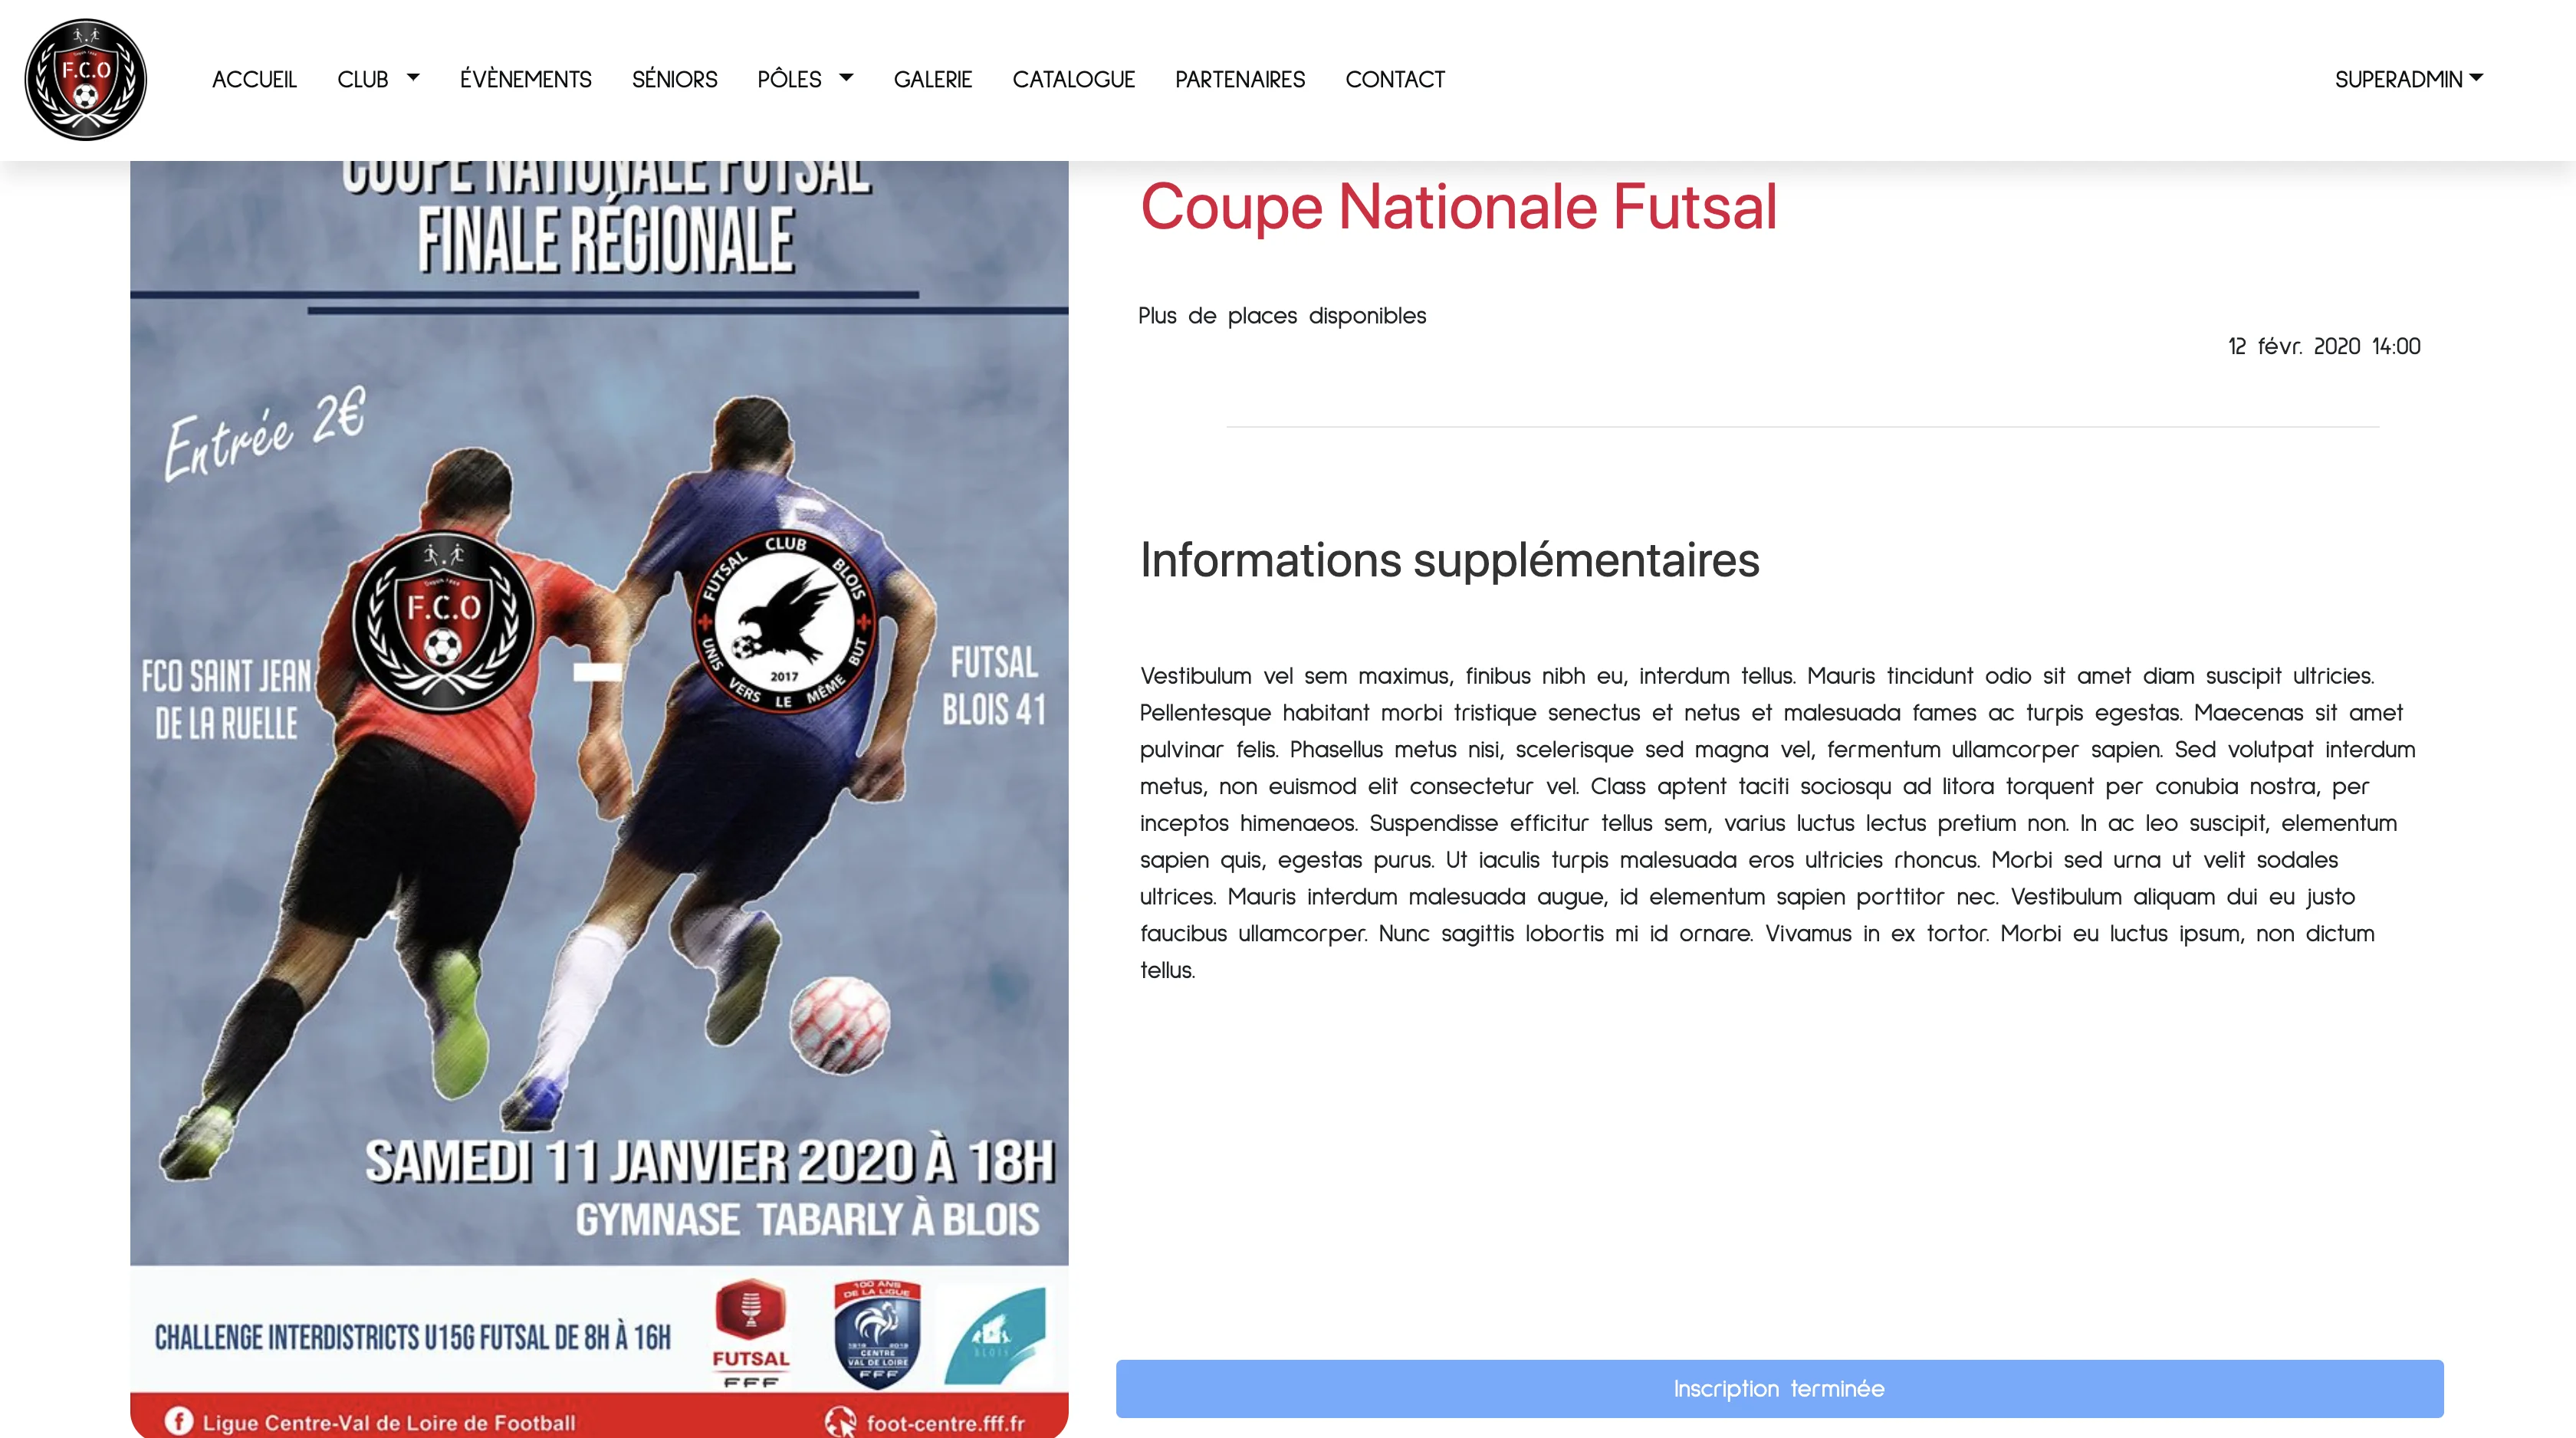 F.C.O
ACCUEIL
CLUB
ÉVÈNEMENTS
SÉNIORS
PÔLES
GALERIE
CATALOGUE
PARTENAIRES
CONTACT
SUPERADMIN
COUPE NATIONALE FUTSAL
FINALE RÉGIONALE
Entrée 2€
F.C.O
FUTSAL CLUB BLOIS
UNIS VERS LE MÊME BUT
2017
FCO SAINT JEAN
DE LA RUELLE
-
FUTSAL
BLOIS 41
SAMEDI 11 JANVIER 2020 À 18H
GYMNASE TABARLY À BLOIS
CHALLENGE INTERDISTRICTS U15G FUTSAL DE 8H À 16H
FUTSAL
FFF
100 ANS
DE LA LIGUE
1919 2019
CENTRE
VAL DE LOIRE
FFF
BLOIS
Ligue Centre-Val de Loire de Football
foot-centre.fff.fr
Coupe Nationale Futsal
Plus de places disponibles
12 févr. 2020 14:00
Informations supplémentaires
Vestibulum vel sem maximus, finibus nibh eu, interdum tellus. Mauris tincidunt odio sit amet diam suscipit ultricies.
Pellentesque habitant morbi tristique senectus et netus et malesuada fames ac turpis egestas. Maecenas sit amet
pulvinar felis. Phasellus metus nisi, scelerisque sed magna vel, fermentum ullamcorper sapien. Sed volutpat interdum
metus, non euismod elit consectetur vel. Class aptent taciti sociosqu ad litora torquent per conubia nostra, per
inceptos himenaeos. Suspendisse efficitur tellus sem, varius luctus lectus pretium non. In ac leo suscipit, elementum
sapien quis, egestas purus. Ut iaculis turpis malesuada eros ultricies rhoncus. Morbi sed urna ut velit sodales
ultrices. Mauris interdum malesuada augue, id elementum sapien porttitor nec. Vestibulum aliquam dui eu justo
faucibus ullamcorper. Nunc sagittis lobortis mi id ornare. Vivamus in ex tortor. Morbi eu luctus ipsum, non dictum
tellus.
Inscription terminée